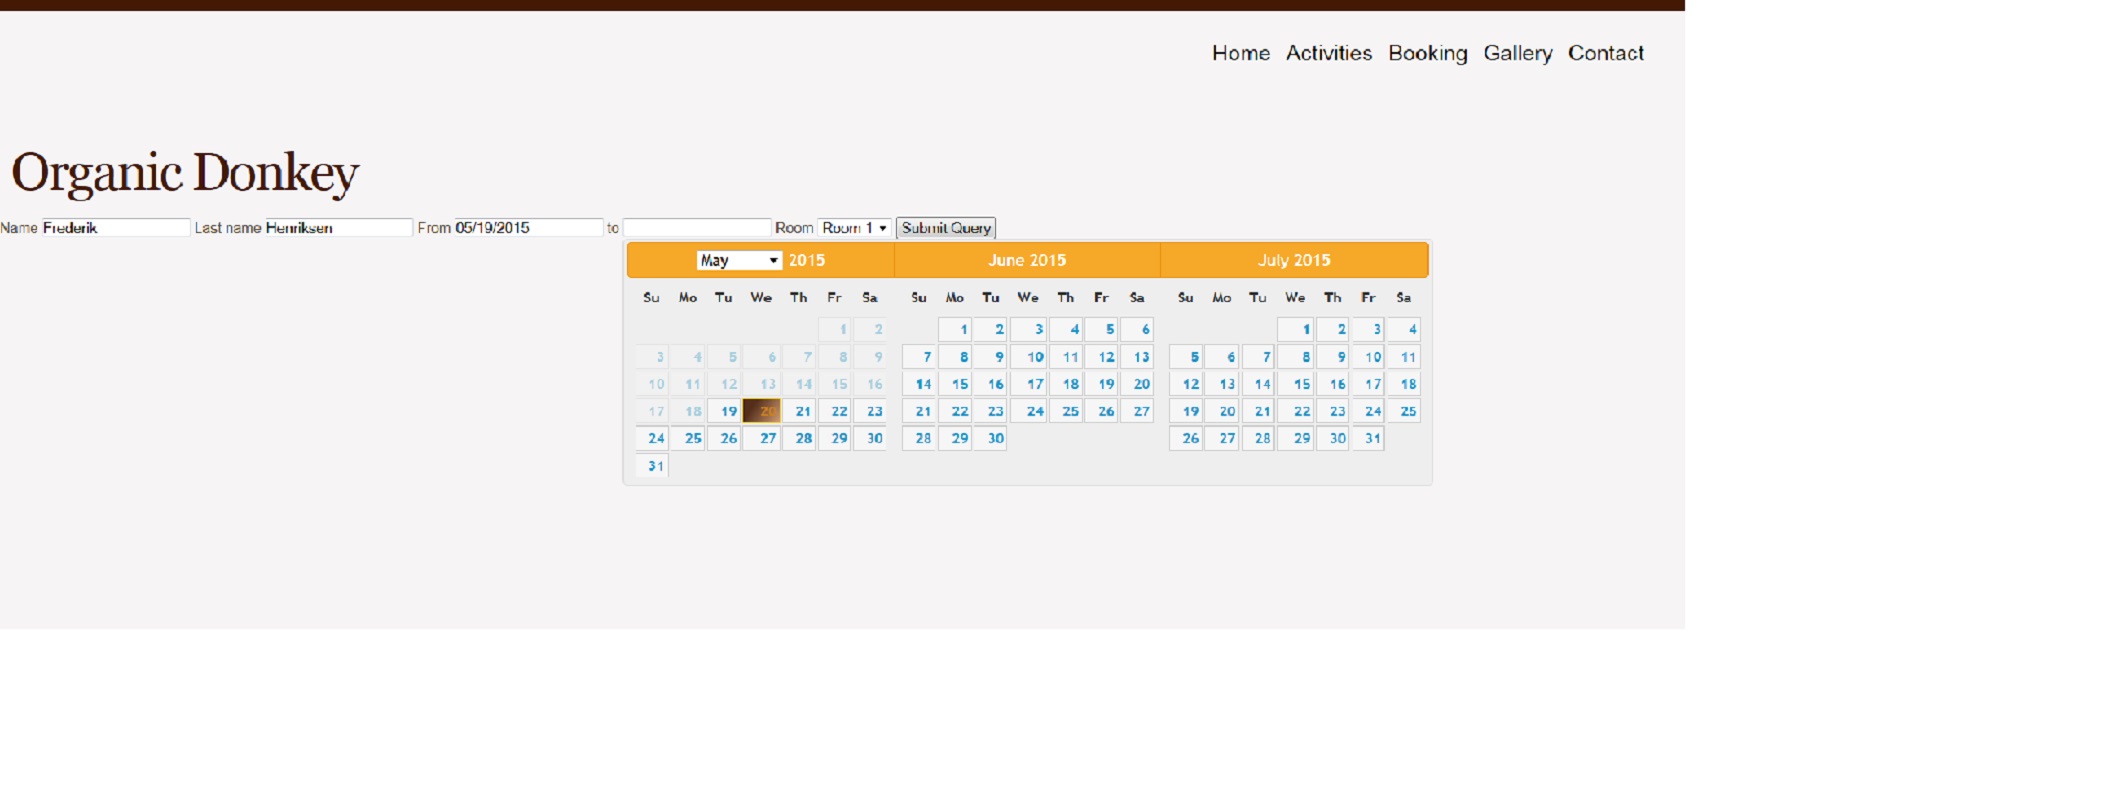 Home Activities Booking Gallery Contact
Organic Donkey
Name Frederik Last name Henriksen From 05/19/2015 to Room Room 1 Submit Query
May 2015 June 2015 July 2015
Su Mo Tu We Th Fr Sa Su Mo Tu We Th Fr Sa Su Mo Tu We Th Fr Sa
1 2 1 2 3 4 5 6 1 2 3 4
3 4 5 6 7 8 9 7 8 9 10 11 12 13 5 6 7 8 9 10 11
10 11 12 13 14 15 16 14 15 16 17 18 19 20 12 13 14 15 16 17 18
17 18 19 20 21 22 23 21 22 23 24 25 26 27 19 20 21 22 23 24 25
24 25 26 27 28 29 30 28 29 30 26 27 28 29 30 31
31